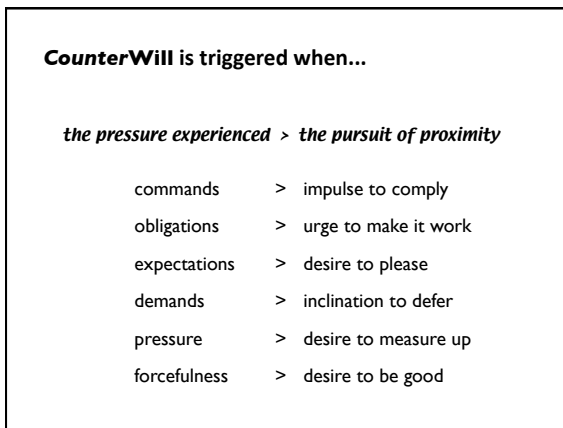 CounterWill is triggered when...
the pressure experienced > the pursuit of proximity
commands > impulse to comply
obligations > urge to make it work
expectations > desire to please
demands > inclination to defer
pressure > desire to measure up
forcefulness > desire to be good